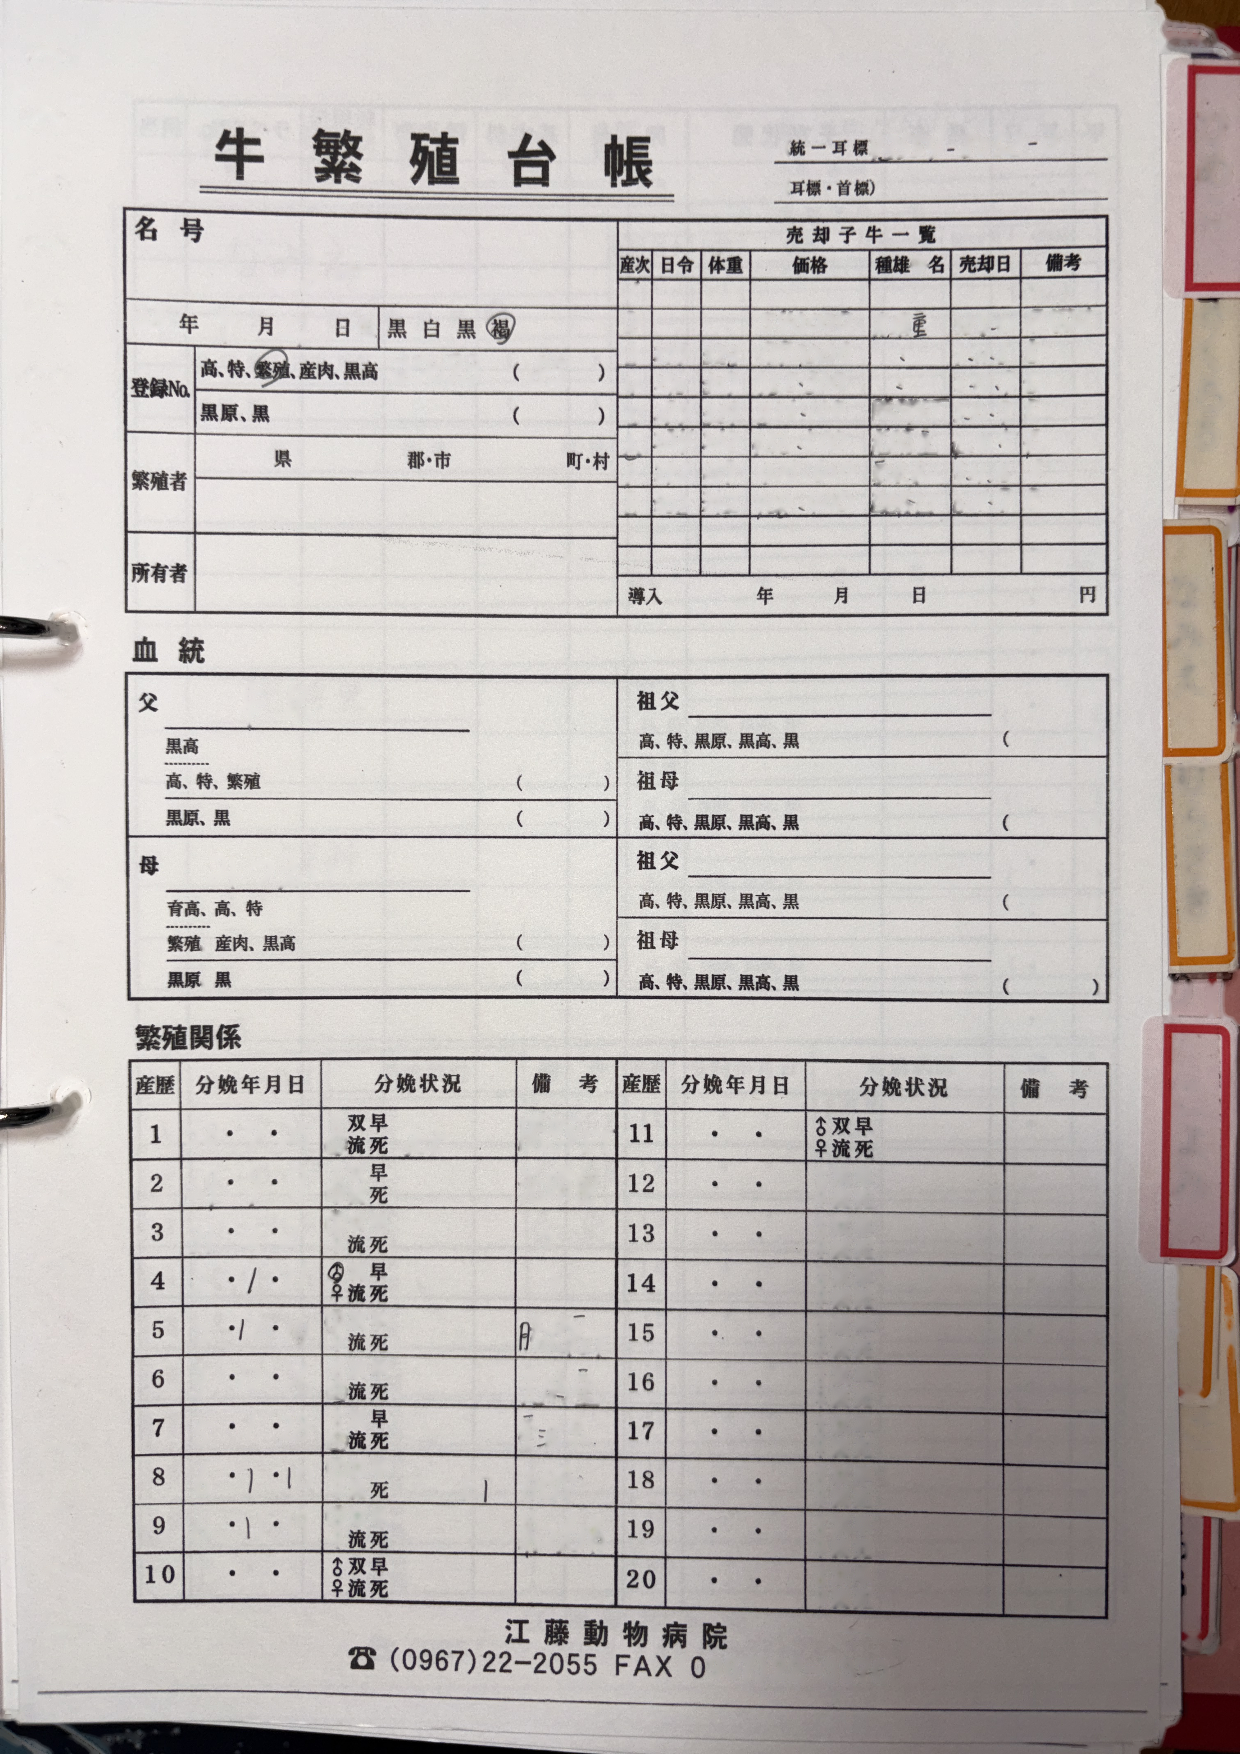 牛繁殖台帳
統一耳標 - -
耳標・首標)
名号
年 月 日 黒 白 黒 褐
登録No.
高、特、繁殖、産肉、黒高 ( )
黒原、黒 ( )
繁殖者
県 郡・市 町・村
所有者
売却子牛一覧
産次 日令 体重 価格 種雄 名 売却日 備考
重
導入 年 月 日 円
血統
父
黒高
高、特、繁殖 ( )
黒原、黒 ( )
祖父
高、特、黒原、黒高、黒 (
祖母
高、特、黒原、黒高、黒 (
母
育高、高、特
繁殖 産肉、黒高 ( )
黒原 黒 ( )
祖父
高、特、黒原、黒高、黒 (
祖母
高、特、黒原、黒高、黒 ( )
繁殖関係
産歴 分娩年月日 分娩状況 備考 産歴 分娩年月日 分娩状況 備考
1 ・ ・ 双早 流死 11 ・ ・ ♂双早 ♀流死
2 ・ ・ 早 死 12 ・ ・
3 ・ ・ 流死 13 ・ ・
4 ・ ・ ♂ 早 ♀流死 14 ・ ・
5 ・ ・ 流死 月 15 ・ ・
6 ・ ・ 流死 16 ・ ・
7 ・ ・ 早 流死 17 ・ ・
8 ・ ・ 死 18 ・ ・
9 ・ ・ 流死 19 ・ ・
10 ・ ・ ♂双早 ♀流死 20 ・ ・
江藤動物病院
☎(0967)22-2055 FAX 0